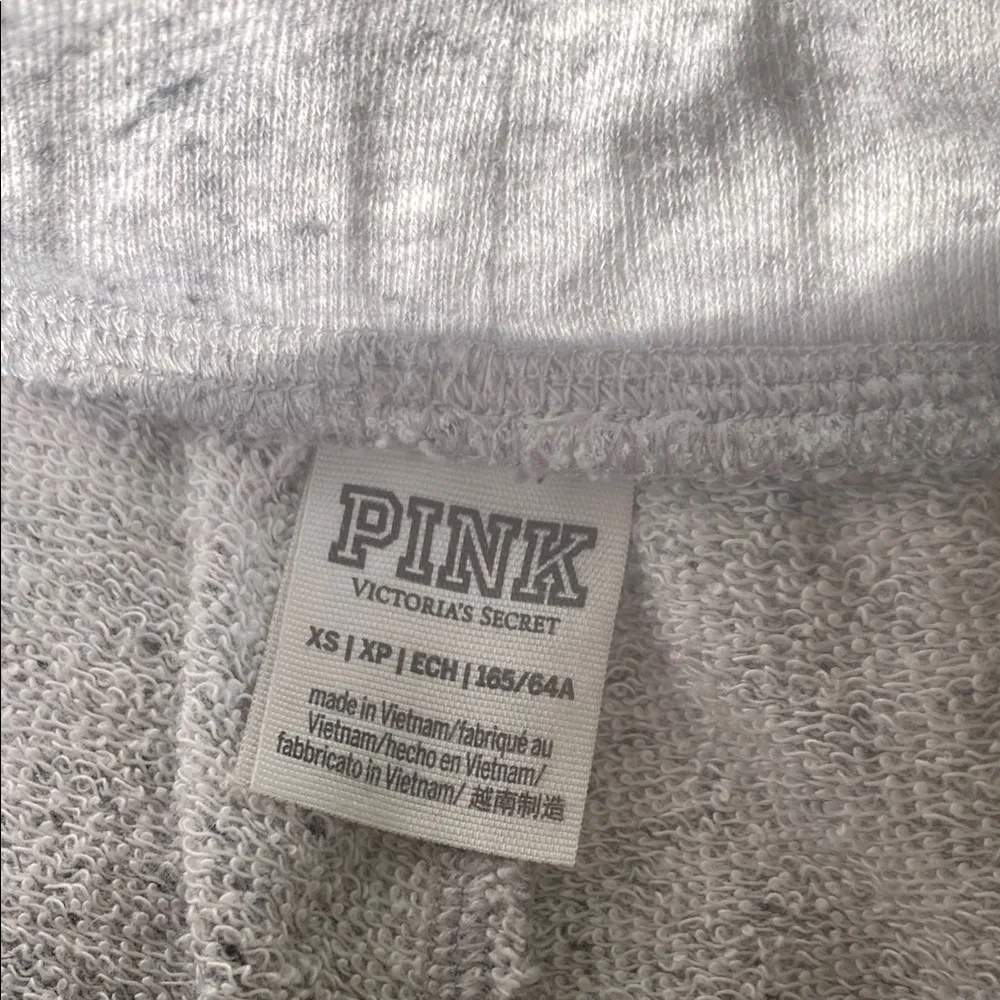 PINK
VICTORIA'S SECRET
XS | XP | ECH | 165/64A
made in Vietnam/fabriqué au
Vietnam/hecho en Vietnam/
fabbricato in Vietnam/ 越南制造